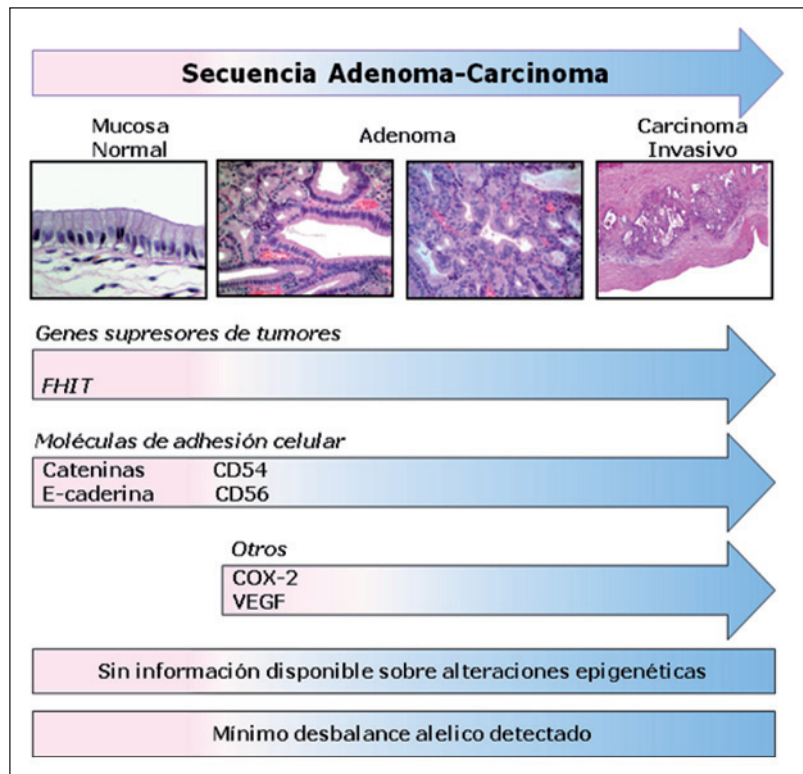 Secuencia Adenoma-Carcinoma
Mucosa
Normal
Adenoma
Carcinoma
Invasivo
Genes supresores de tumores
FHIT
Moléculas de adhesión celular
Cateninas CD54
E-caderina CD56
Otros
COX-2
VEGF
Sin información disponible sobre alteraciones epigenéticas
Mínimo desbalance alelico detectado